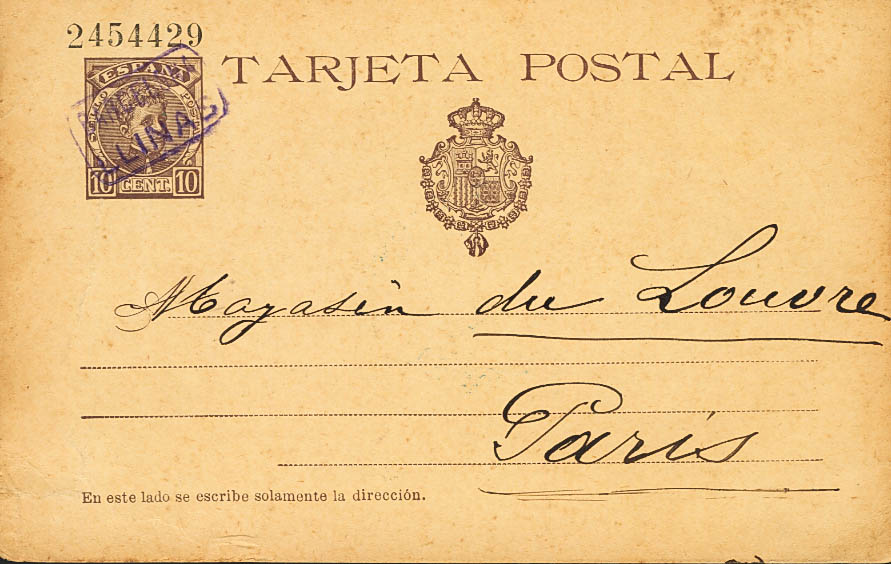 2454429
ESPAÑA
TARJETA POSTAL
LLINAS
10 CENT. 10
Magasin du Louvre
Paris
En este lado se escribe solamente la dirección.